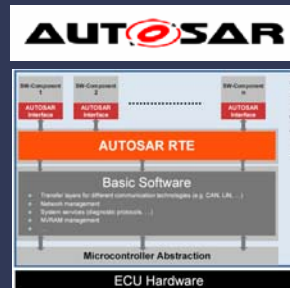 AUTOSAR
SW-Component
1
SW-Component
2
SW-Component
n
AUTOSAR
Interface
AUTOSAR
Interface
AUTOSAR
Interface
AUTOSAR RTE
Basic Software
Transfer layers for different communication technologies (e.g. CAN, LIN, ...)
Network management
System services (diagnostic protocols, ...)
NVRAM management
Microcontroller Abstraction
ECU Hardware